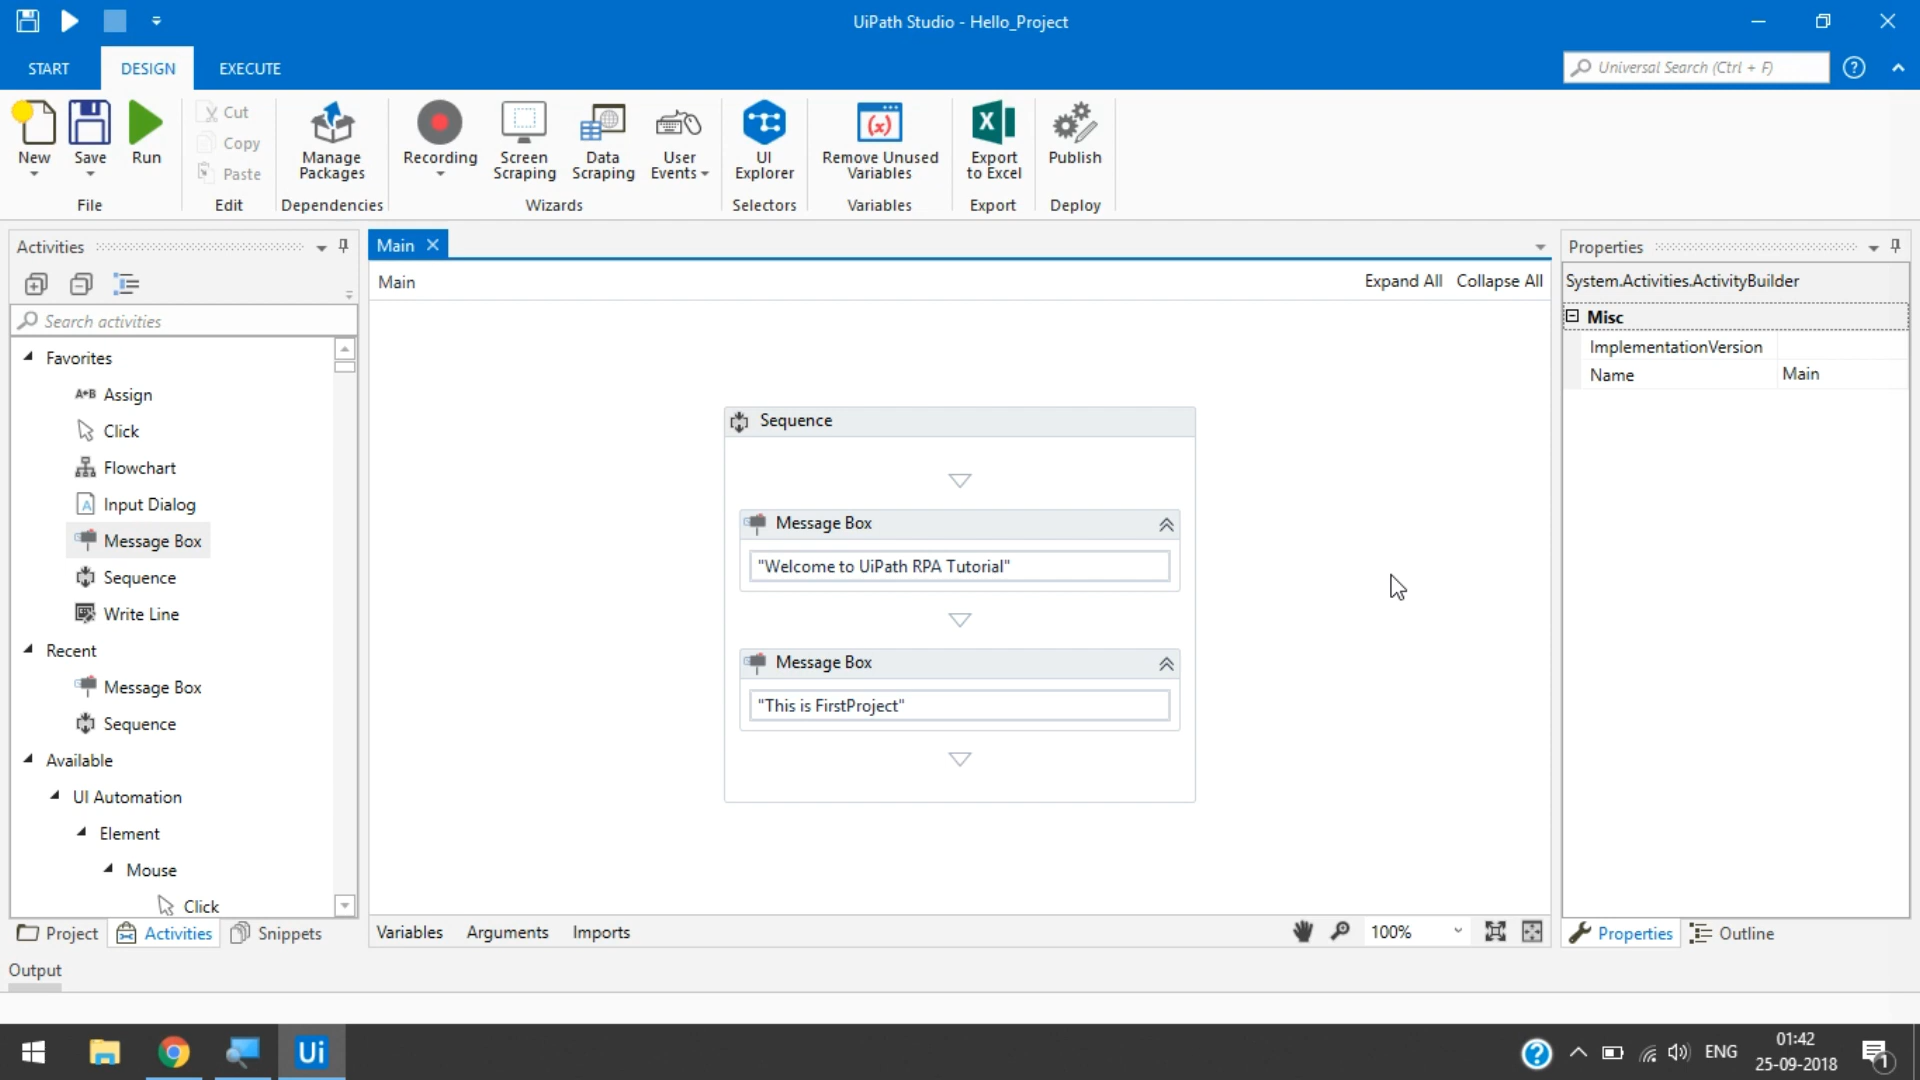 UiPath Studio - Hello_Project
START DESIGN EXECUTE
Universal Search (Ctrl + F)
New
Save
Run
File
Cut
Copy
Paste
Edit
Manage
Packages
Dependencies
Recording
Screen
Scraping
Data
Scraping
User
Events
Wizards
UI
Explorer
Selectors
Remove Unused
Variables
Variables
Export
to Excel
Export
Publish
Deploy
Activities
Search activities
Favorites
A+B Assign
Click
Flowchart
A Input Dialog
Message Box
Sequence
Write Line
Recent
Message Box
Sequence
Available
UI Automation
Element
Mouse
Click
Project Activities Snippets
Main
Main Expand All Collapse All
Sequence
Message Box
"Welcome to UiPath RPA Tutorial"
Message Box
"This is FirstProject"
Variables Arguments Imports 100%
Properties
System.Activities.ActivityBuilder
Misc
ImplementationVersion
Name Main
Properties Outline
Output
Ui
ENG
01:42
25-09-2018
1